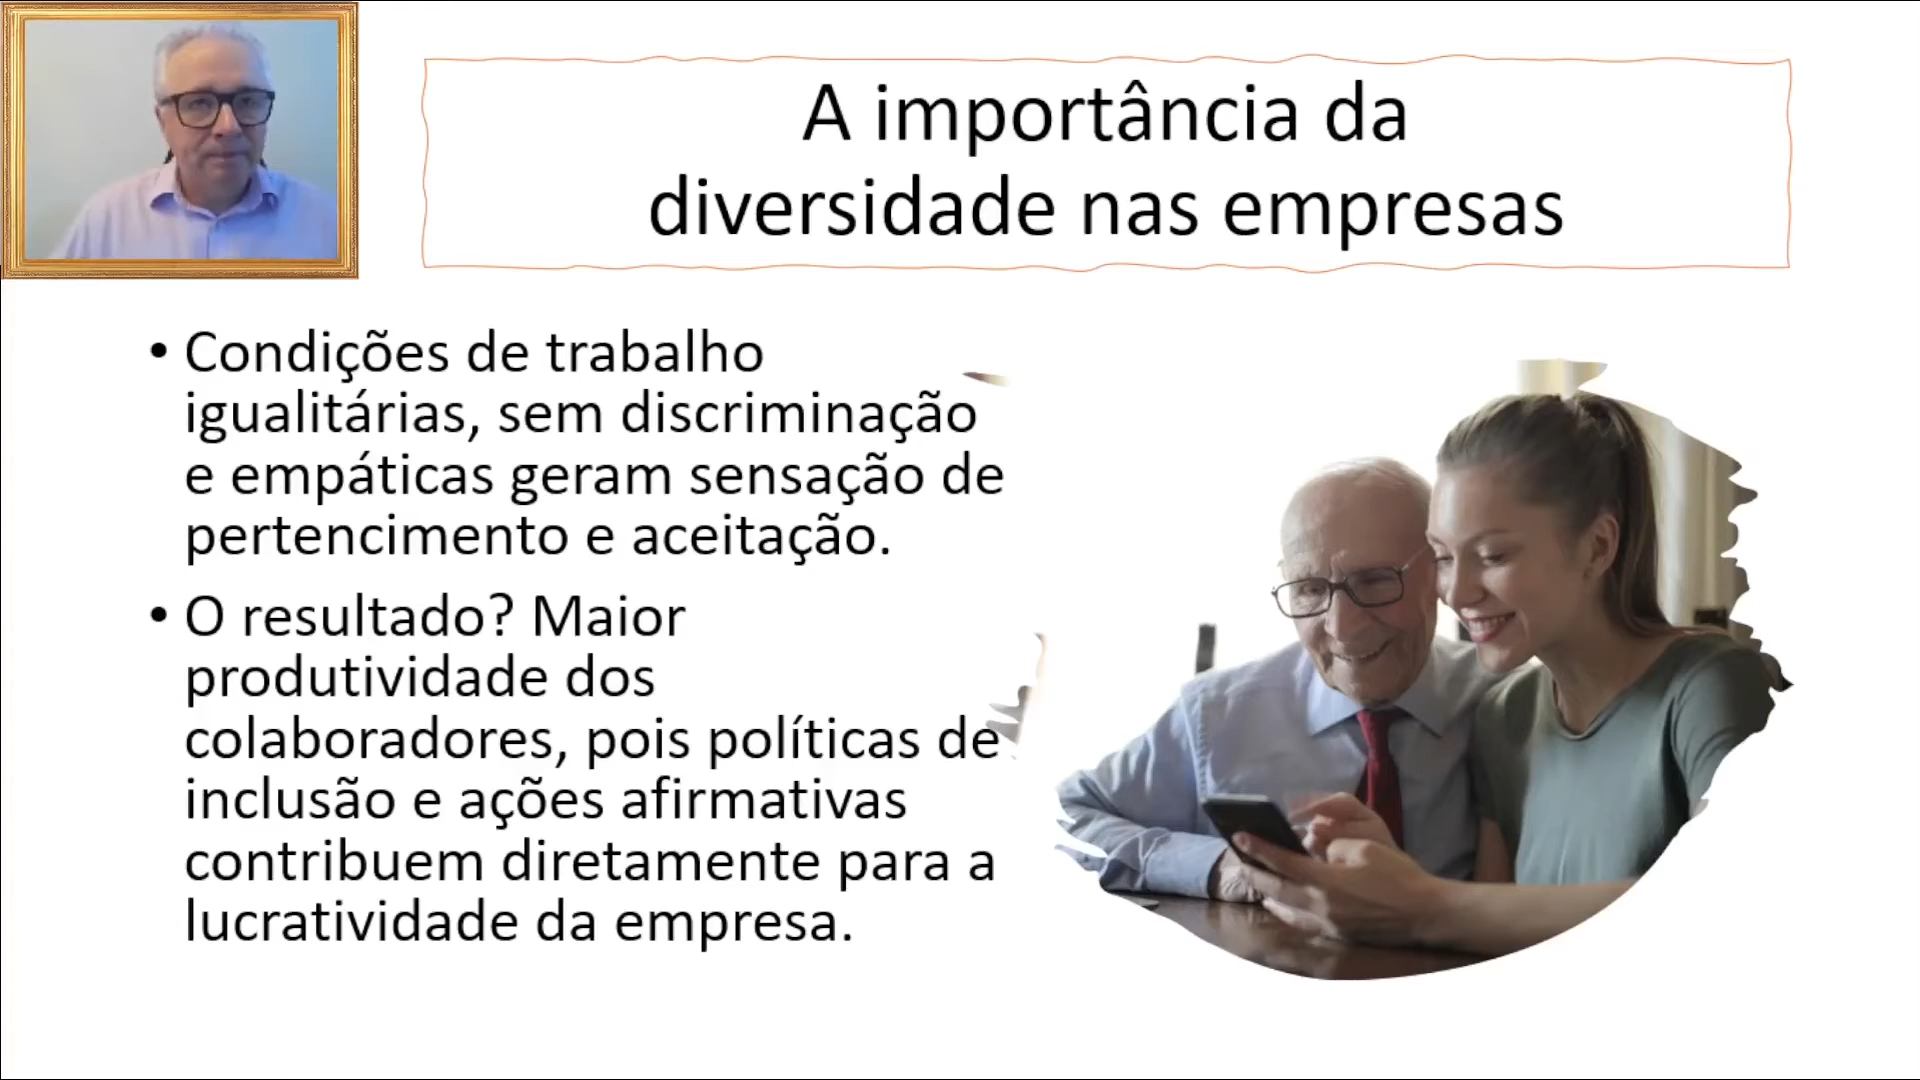 A importância da
diversidade nas empresas
• Condições de trabalho
igualitárias, sem discriminação
e empáticas geram sensação de
pertencimento e aceitação.
• O resultado? Maior
produtividade dos
colaboradores, pois políticas de
inclusão e ações afirmativas
contribuem diretamente para a
lucratividade da empresa.